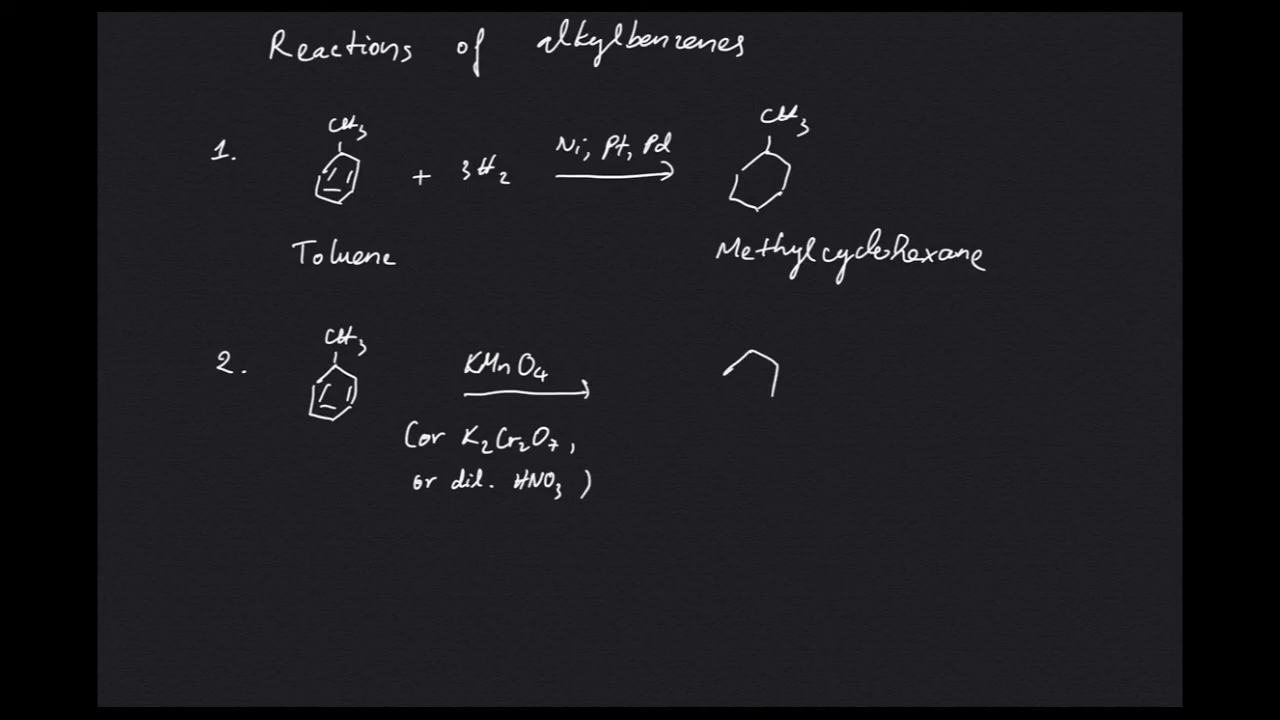 Reactions of alkylbenzenes
CH3
CH3
1. + 3H2 Ni, Pt, Pd
Toluene Methylcyclohexane
CH3
2. KMnO4
(or K2Cr2O7,
or dil. HNO3 )